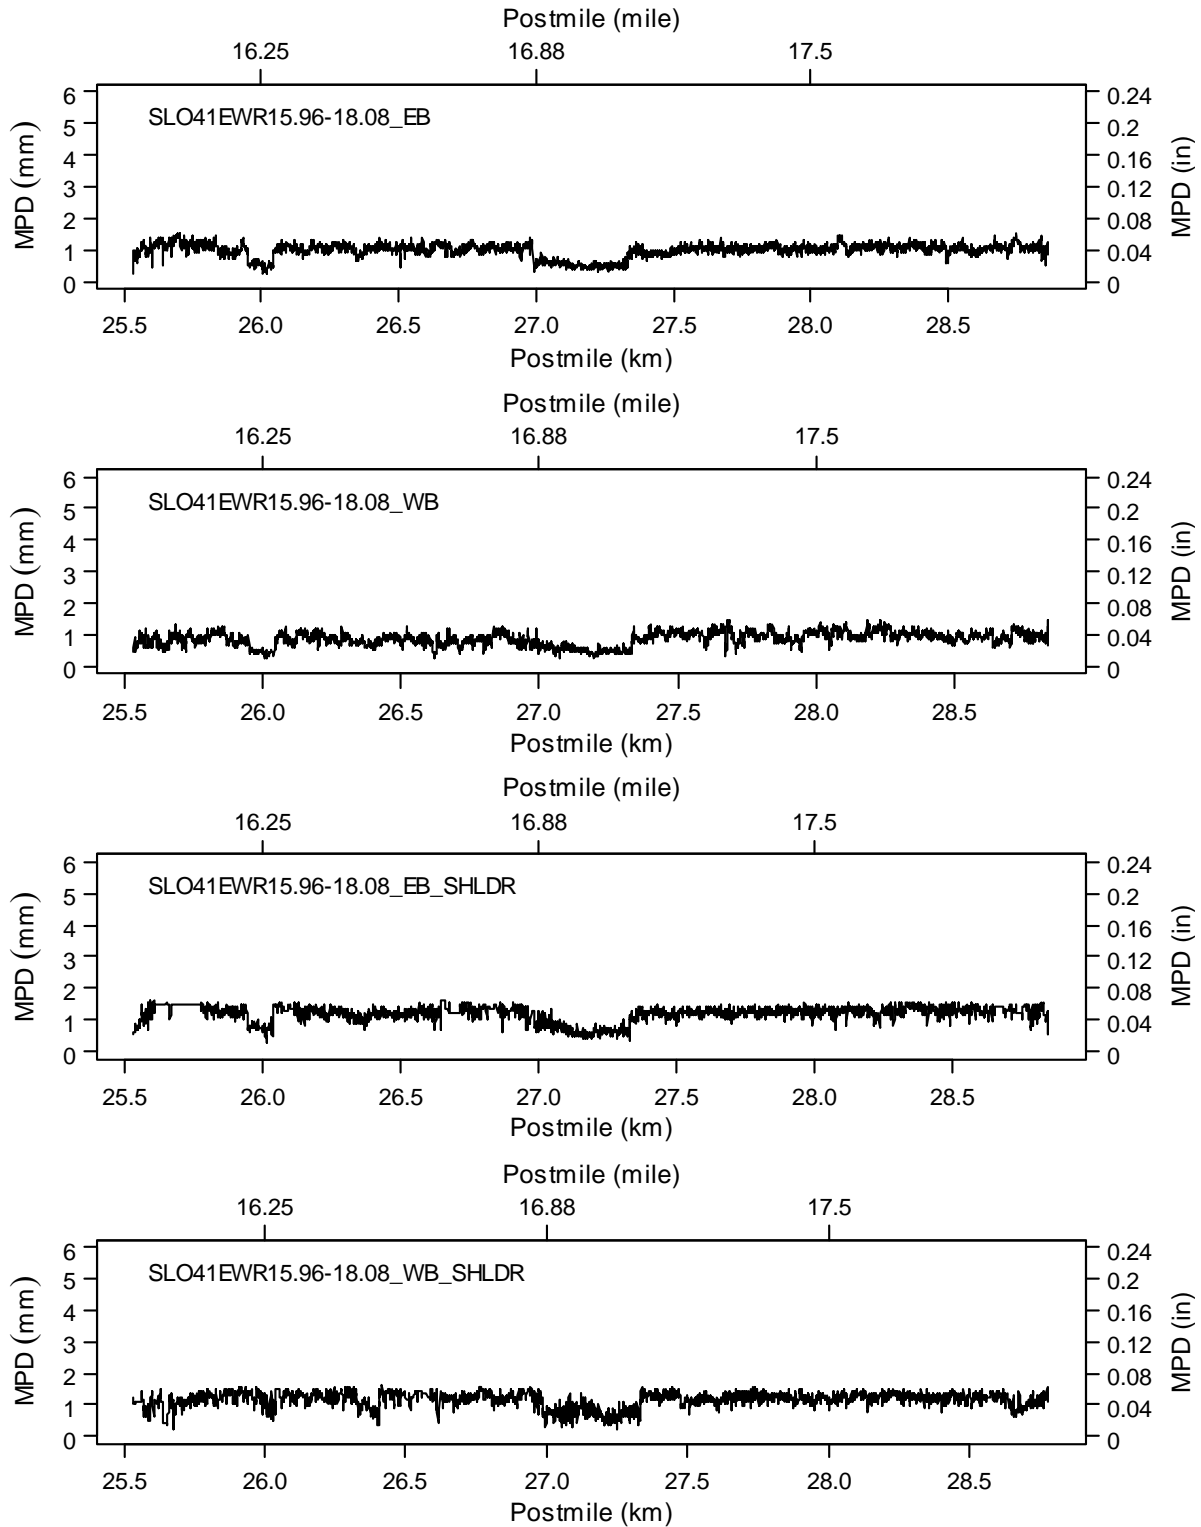 Postmile (mile)
16.25 16.88 17.5
SLO41EWR15.96-18.08_EB
MPD (mm)
6
5
4
3
2
1
0
0.24
0.2
0.16
0.12
0.08
0.04
0
MPD (in)
25.5 26.0 26.5 27.0 27.5 28.0 28.5
Postmile (km)
Postmile (mile)
16.25 16.88 17.5
SLO41EWR15.96-18.08_WB
MPD (mm)
6
5
4
3
2
1
0
0.24
0.2
0.16
0.12
0.08
0.04
0
MPD (in)
25.5 26.0 26.5 27.0 27.5 28.0 28.5
Postmile (km)
Postmile (mile)
16.25 16.88 17.5
SLO41EWR15.96-18.08_EB_SHLDR
MPD (mm)
6
5
4
3
2
1
0
0.24
0.2
0.16
0.12
0.08
0.04
0
MPD (in)
25.5 26.0 26.5 27.0 27.5 28.0 28.5
Postmile (km)
Postmile (mile)
16.25 16.88 17.5
SLO41EWR15.96-18.08_WB_SHLDR
MPD (mm)
6
5
4
3
2
1
0
0.24
0.2
0.16
0.12
0.08
0.04
0
MPD (in)
25.5 26.0 26.5 27.0 27.5 28.0 28.5
Postmile (km)